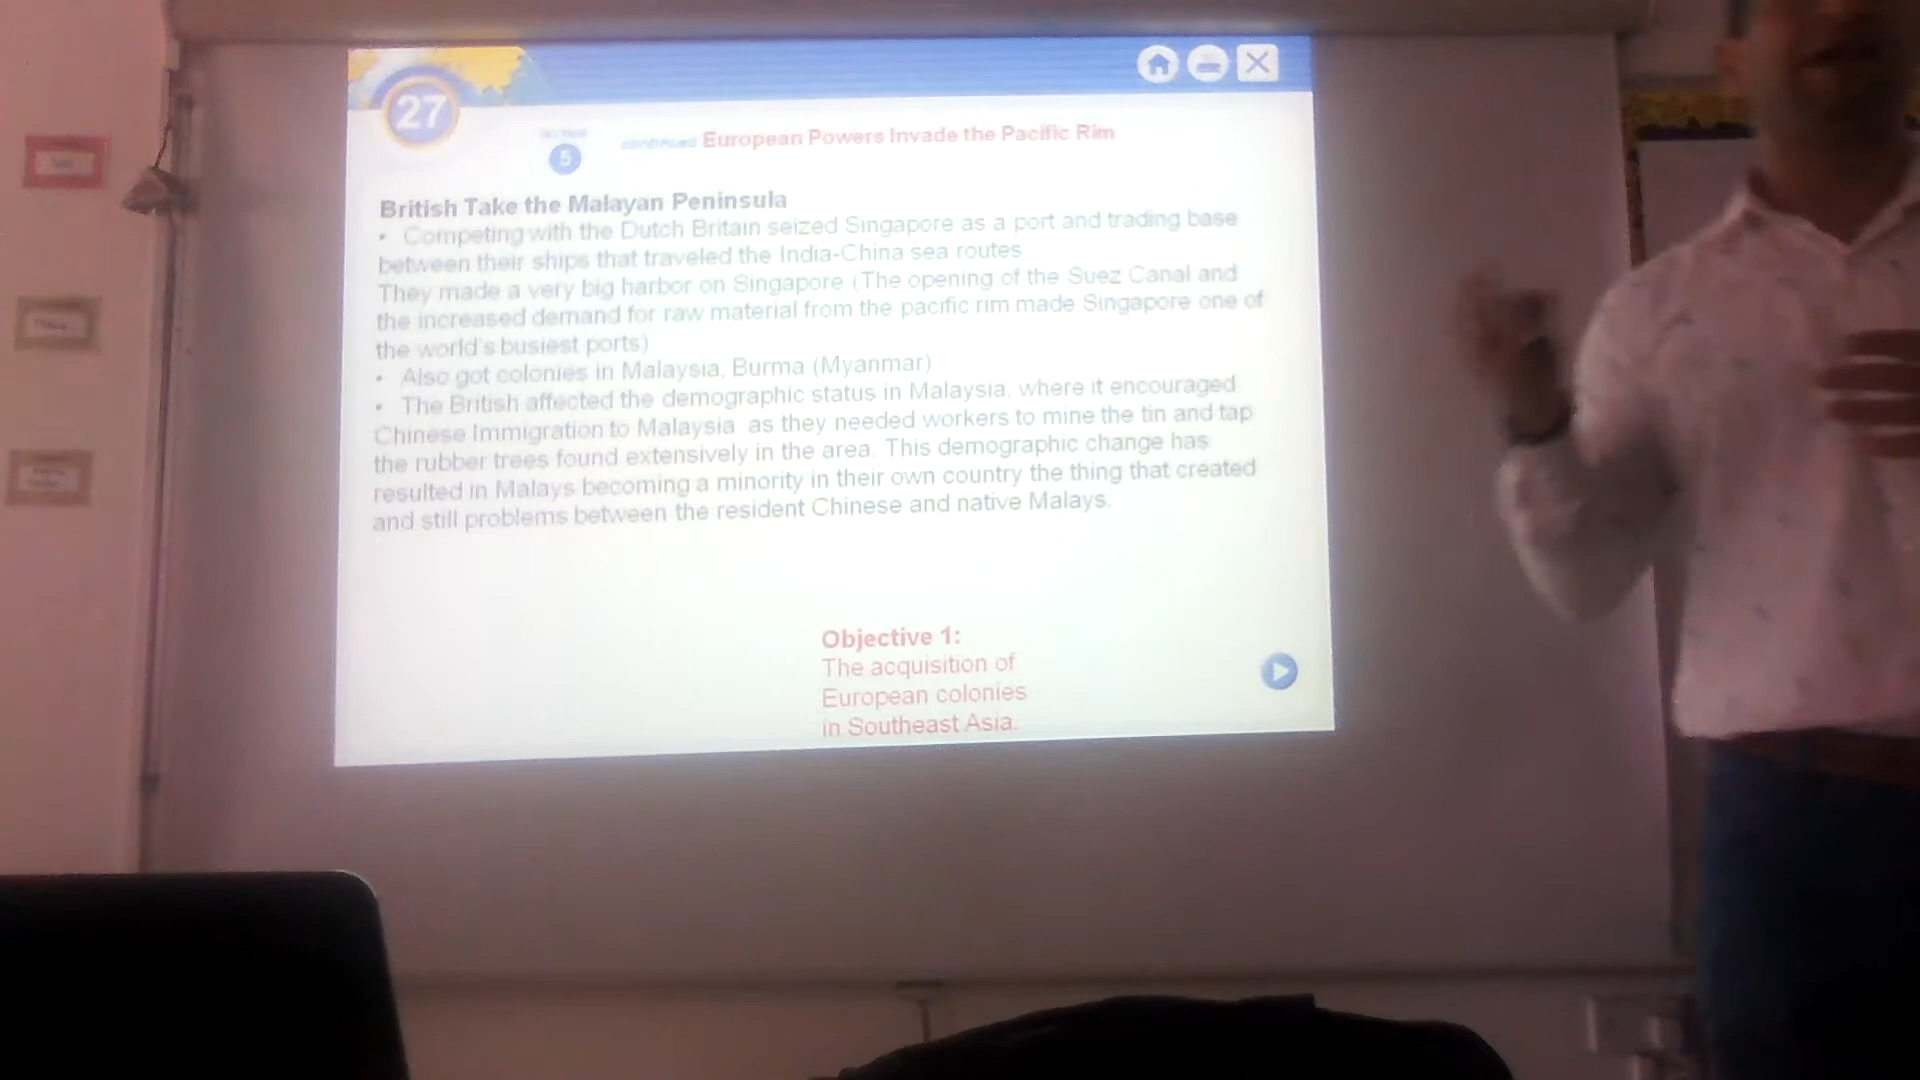 27
5
continued European Powers Invade the Pacific Rim
British Take the Malayan Peninsula
• Competing with the Dutch Britain seized Singapore as a port and trading base
between their ships that traveled the India-China sea routes
They made a very big harbor on Singapore (The opening of the Suez Canal and
the increased demand for raw material from the pacific rim made Singapore one of
the world's busiest ports)
• Also got colonies in Malaysia, Burma (Myanmar)
• The British affected the demographic status in Malaysia, where it encouraged
Chinese Immigration to Malaysia as they needed workers to mine the tin and tap
the rubber trees found extensively in the area. This demographic change has
resulted in Malays becoming a minority in their own country the thing that created
and still problems between the resident Chinese and native Malays.
Objective 1:
The acquisition of
European colonies
in Southeast Asia.